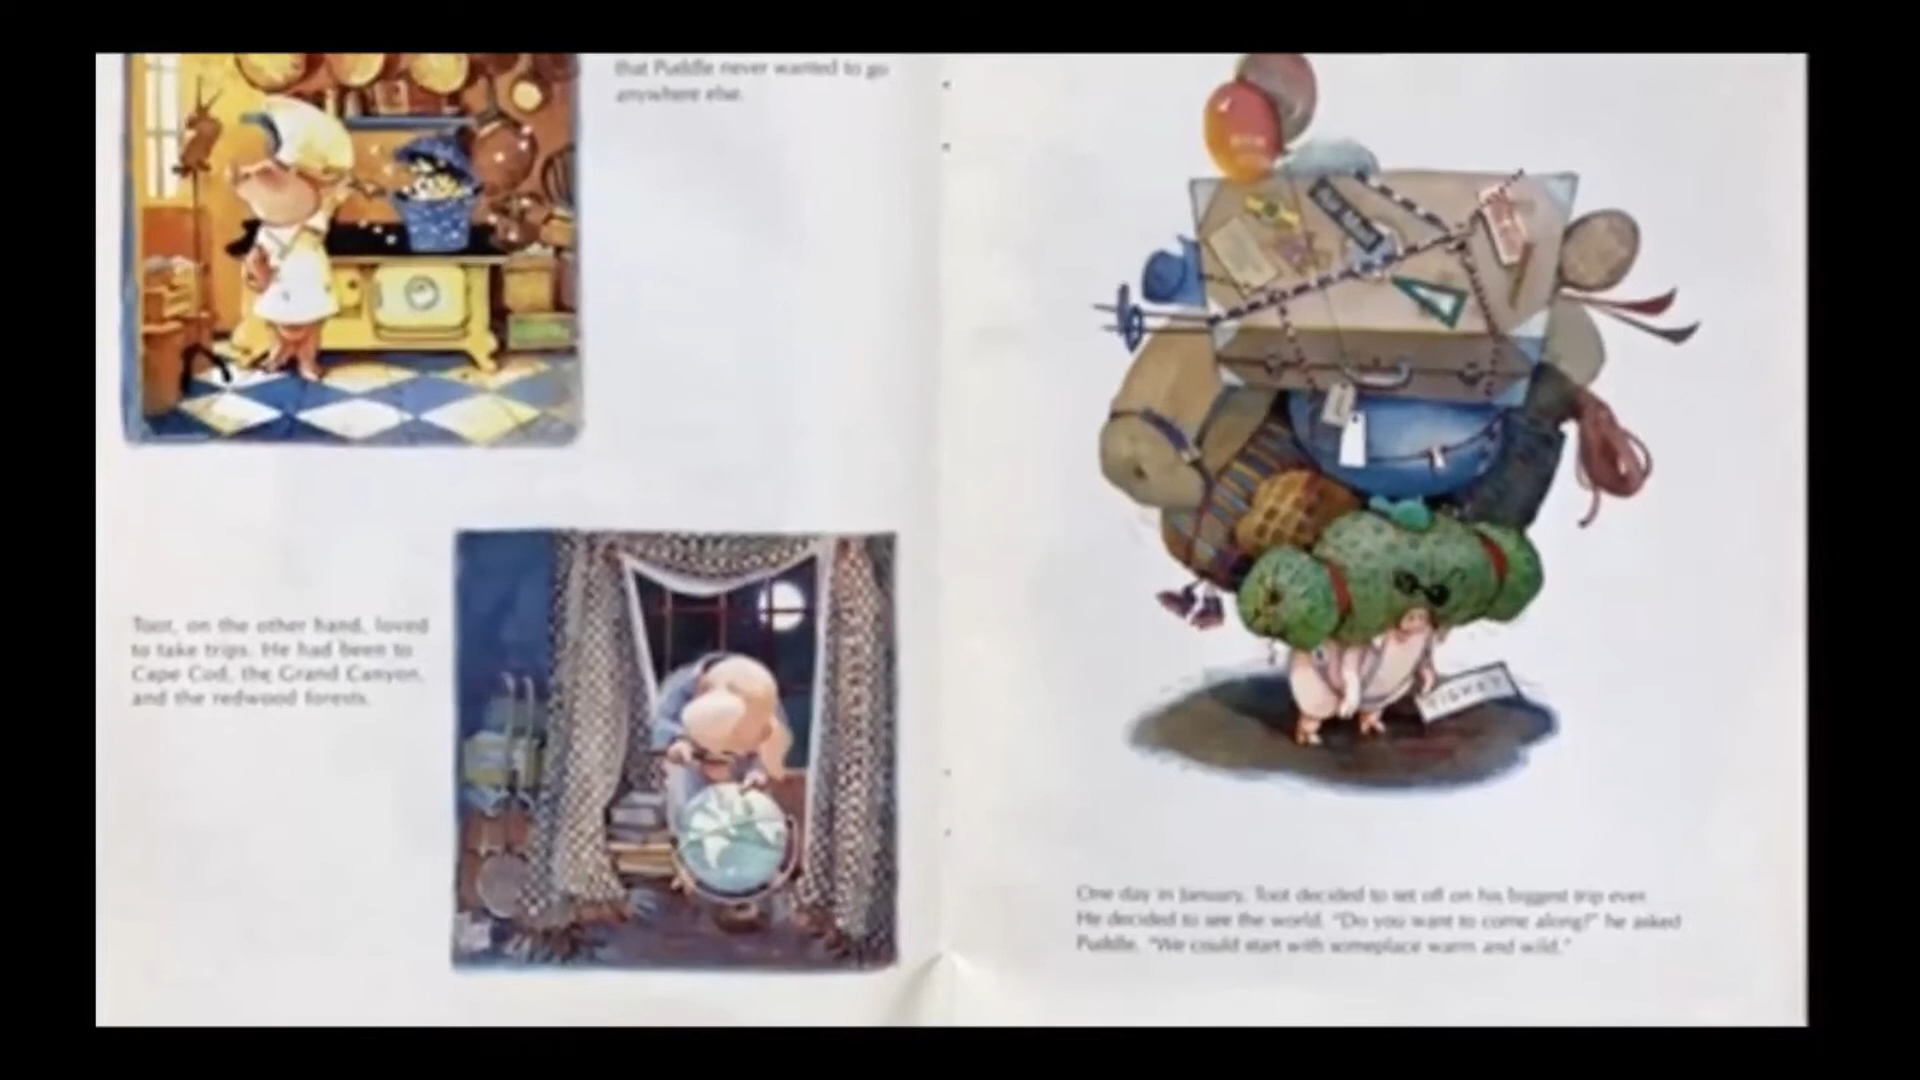 that Puddle never wanted to go
anywhere else.
Toot, on the other hand, loved
to take trips. He had been to
Cape Cod, the Grand Canyon,
and the redwood forests.
One day in January, Toot decided to set off on his biggest trip ever.
He decided to see the world. "Do you want to come along?" he asked
Puddle. "We could start with someplace warm and wild."